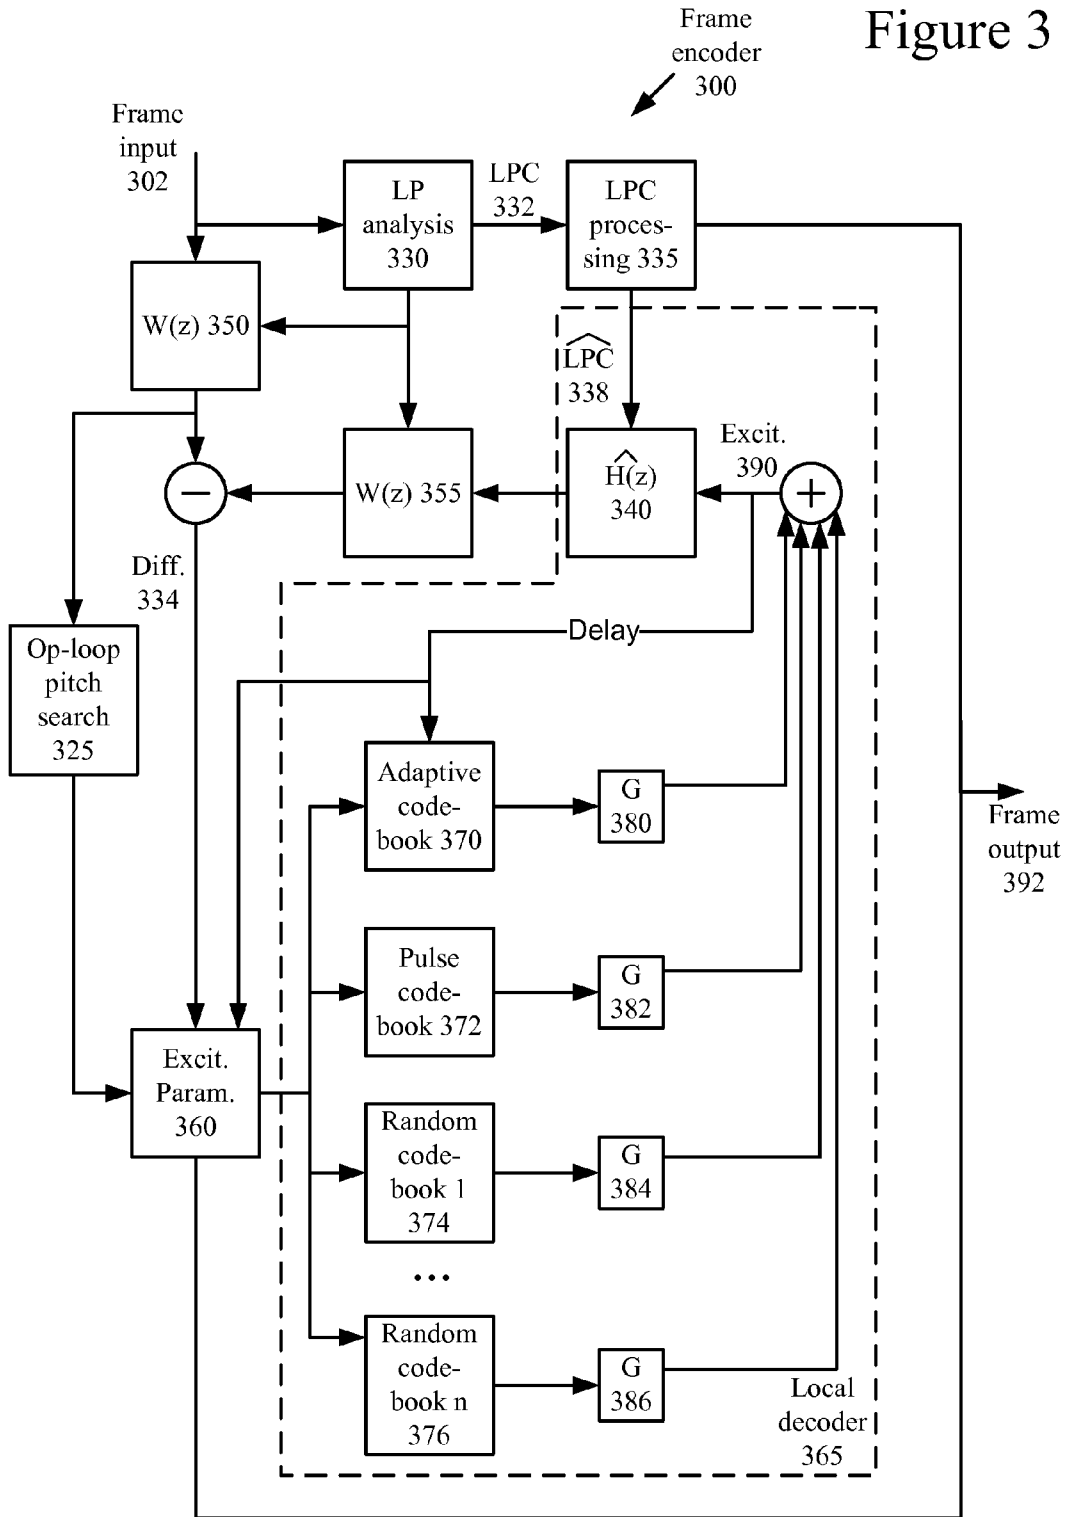 Figure 3
Frame
encoder
300
Frame
input
302
LP
analysis
330
LPC
332
LPC
proces-
sing 335
W(z) 350
L͡PC
338
W(z) 355
Ĥ(z)
340
Excit.
390
+
−
Diff.
334
Delay
Op-loop
pitch
search
325
Adaptive
code-
book 370
G
380
Frame
output
392
Pulse
code-
book 372
G
382
Excit.
Param.
360
Random
code-
book 1
374
G
384
...
Random
code-
book n
376
G
386
Local
decoder
365